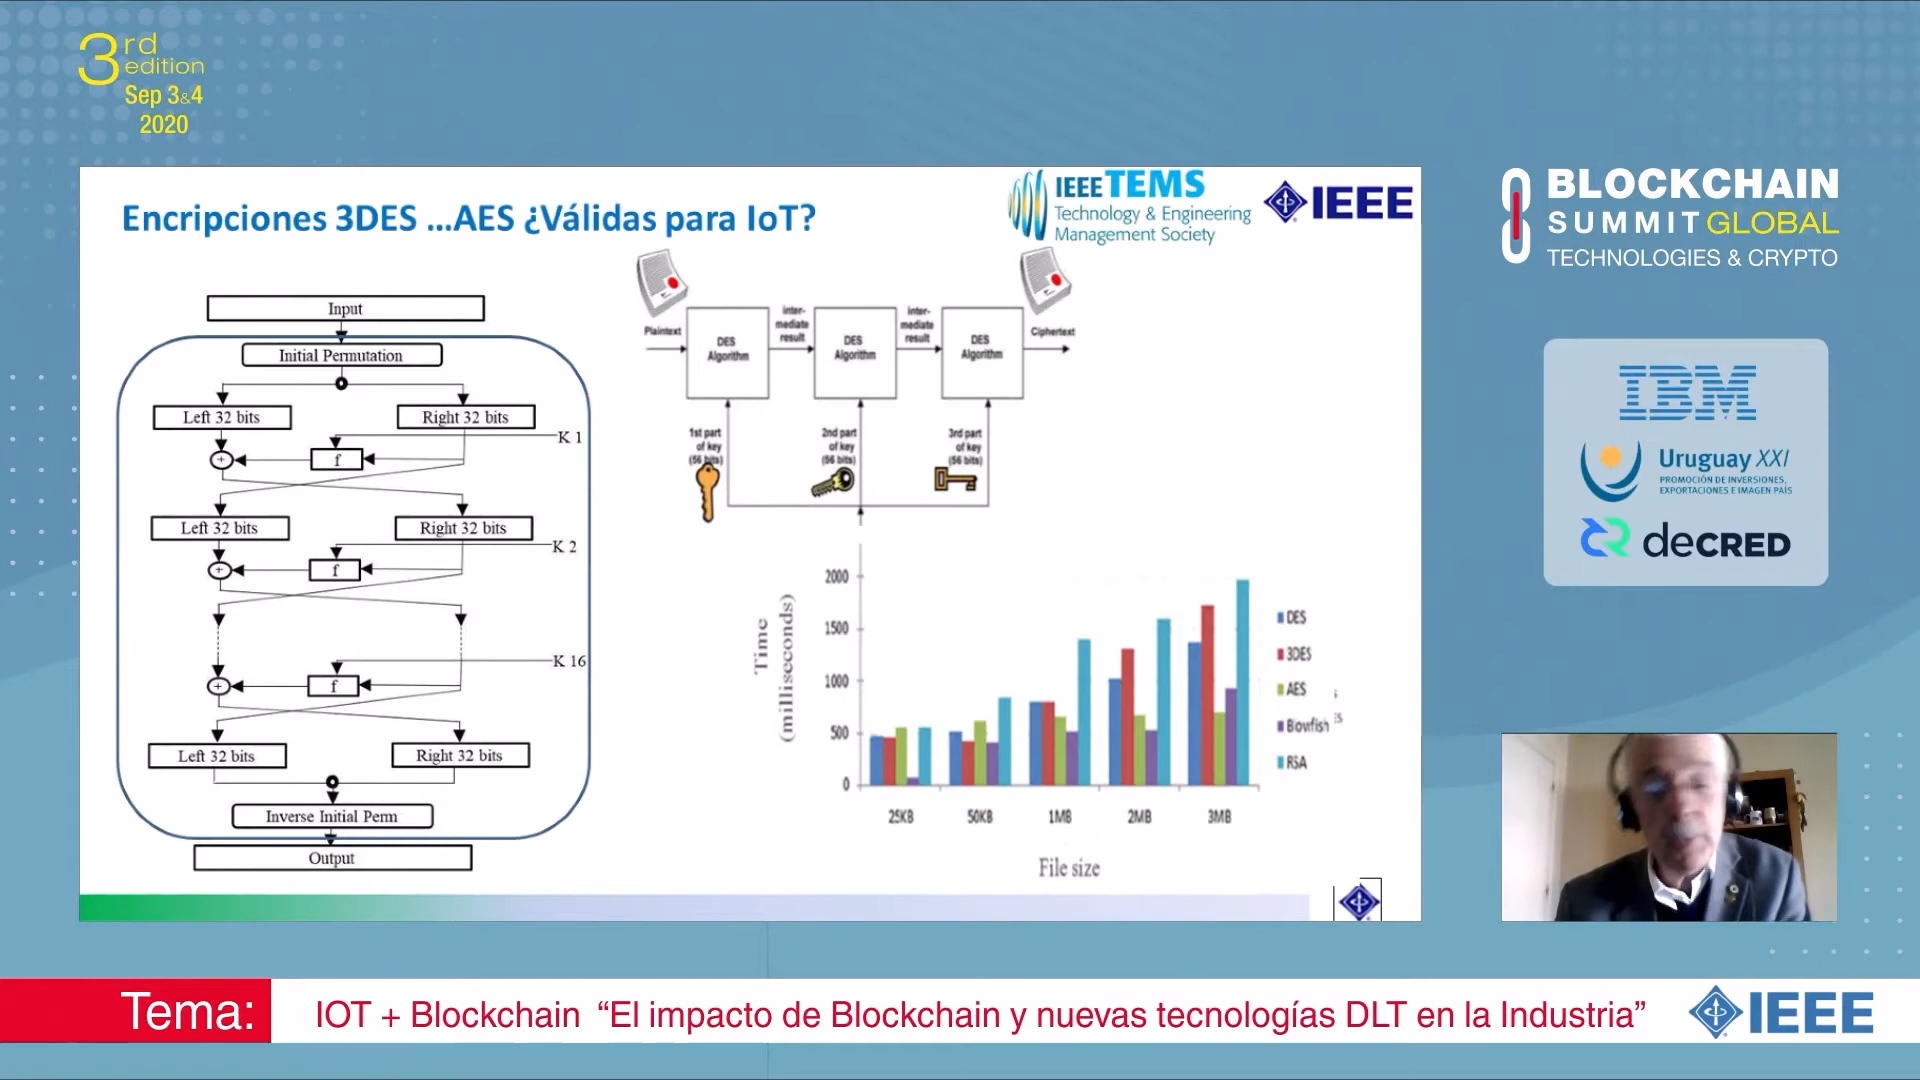 3rd
edition
Sep 3&4
2020
Encripciones 3DES ...AES ¿Válidas para IoT?
IEEE TEMS
Technology & Engineering
Management Society
IEEE
BLOCKCHAIN
SUMMIT GLOBAL
TECHNOLOGIES & CRYPTO
IBM
Uruguay XXI
PROMOCIÓN DE INVERSIONES,
EXPORTACIONES E IMAGEN PAÍS
deCRED
Input
Initial Permutation
Left 32 bits
Right 32 bits
K 1
+
f
Left 32 bits
Right 32 bits
K 2
+
f
K 16
+
f
Left 32 bits
Right 32 bits
Inverse Initial Perm
Output
Plaintext
DES
Algorithm
inter-
mediate
result
DES
Algorithm
inter-
mediate
result
DES
Algorithm
Ciphertext
1st part
of key
(56 bits)
2nd part
of key
(56 bits)
3rd part
of key
(56 bits)
Time
(milliseconds)
2000
1500
1000
500
0
25KB
50KB
1MB
2MB
3MB
File size
DES
3DES
AES
Blowfish
RSA
Tema:
IOT + Blockchain “El impacto de Blockchain y nuevas tecnologías DLT en la Industria”
IEEE